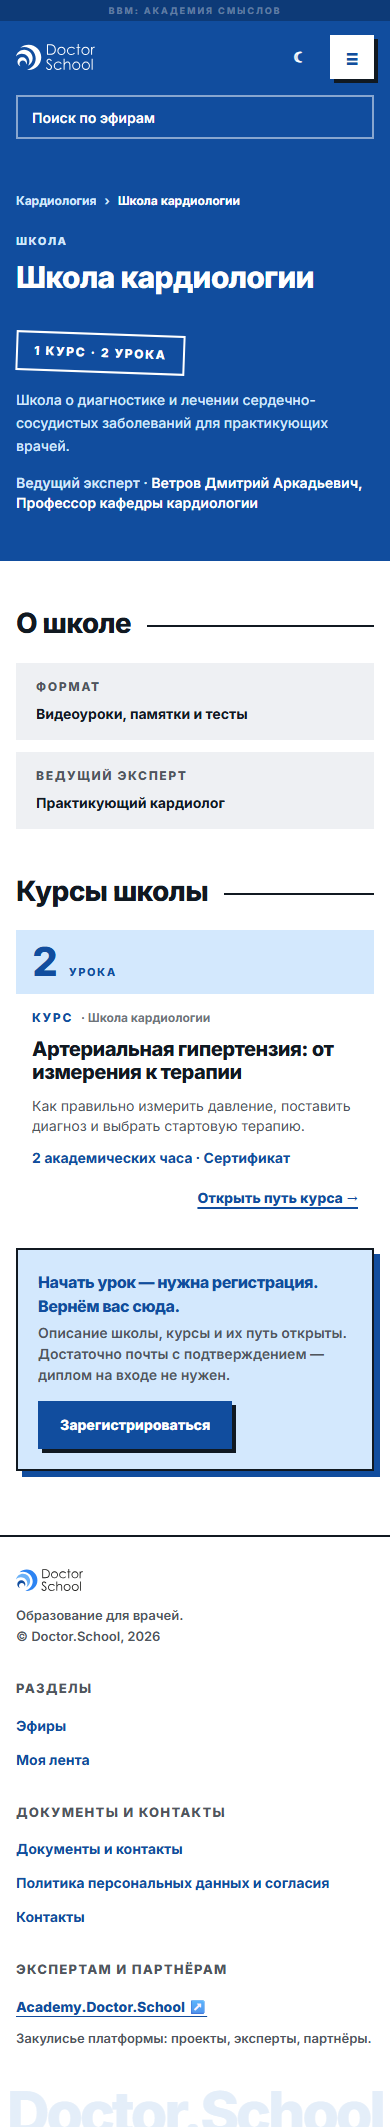 ВВМ: АКАДЕМИЯ СМЫСЛОВ
Doctor
School
Поиск по эфирам
Кардиология › Школа кардиологии
ШКОЛА
Школа кардиологии
1 КУРС · 2 УРОКА
Школа о диагностике и лечении сердечно-
сосудистых заболеваний для практикующих
врачей.
Ведущий эксперт · Ветров Дмитрий Аркадьевич,
Профессор кафедры кардиологии
О школе
ФОРМАТ
Видеоуроки, памятки и тесты
ВЕДУЩИЙ ЭКСПЕРТ
Практикующий кардиолог
Курсы школы
2 УРОКА
КУРС · Школа кардиологии
Артериальная гипертензия: от
измерения к терапии
Как правильно измерить давление, поставить
диагноз и выбрать стартовую терапию.
2 академических часа · Сертификат
Открыть путь курса →
Начать урок — нужна регистрация.
Вернём вас сюда.
Описание школы, курсы и их путь открыты.
Достаточно почты с подтверждением —
диплом на входе не нужен.
Зарегистрироваться
Doctor
School
Образование для врачей.
© Doctor.School, 2026
РАЗДЕЛЫ
Эфиры
Моя лента
ДОКУМЕНТЫ И КОНТАКТЫ
Документы и контакты
Политика персональных данных и согласия
Контакты
ЭКСПЕРТАМ И ПАРТНЁРАМ
Academy.Doctor.School ↗
Закулисье платформы: проекты, эксперты, партнёры.
Doctor.School